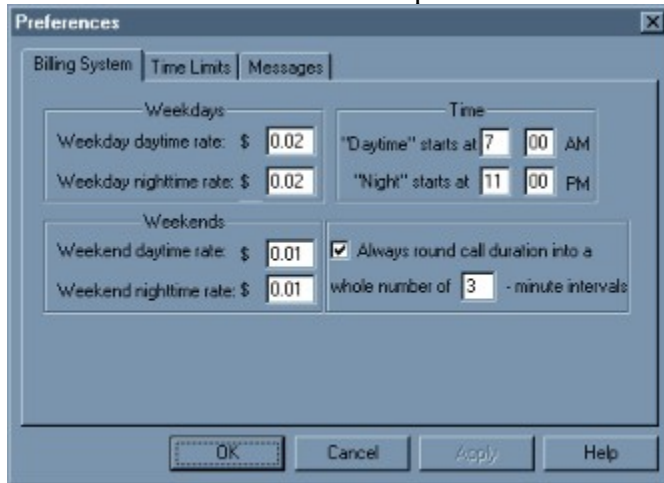 Preferences
Billing System Time Limits Messages
Weekdays
Weekday daytime rate: $ 0.02
Weekday nighttime rate: $ 0.02
Time
"Daytime" starts at 7 00 AM
"Night" starts at 11 00 PM
Weekends
Weekend daytime rate: $ 0.01
Weekend nighttime rate: $ 0.01
Always round call duration into a
whole number of 3 - minute intervals
OK Cancel Apply Help